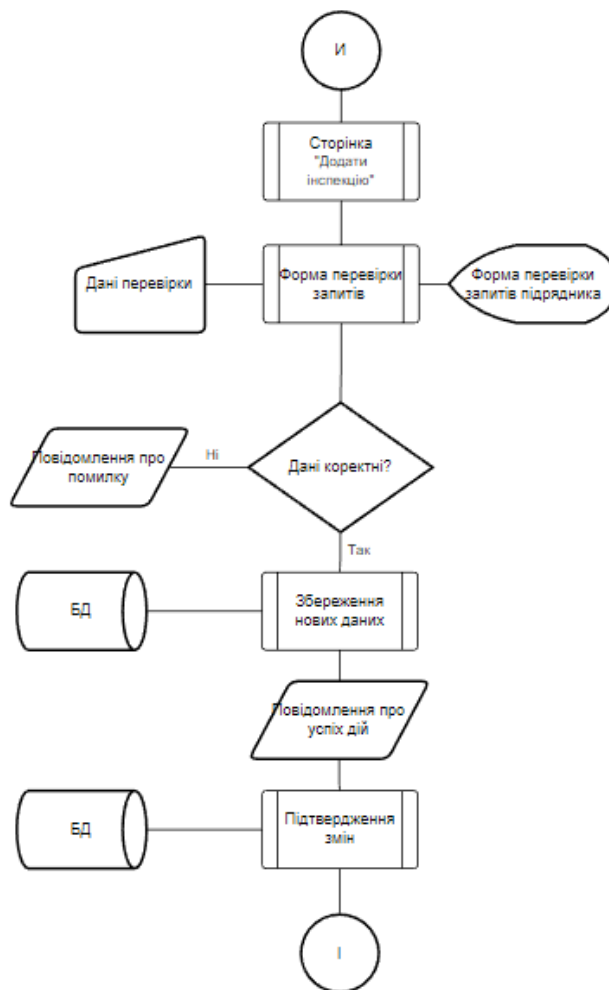 И
Сторінка
"Додати
інспекцію"
Дані перевірки
Форма перевірки
запитів
Форма перевірки
запитів підрядника
Дані коректні?
Ні
Повідомлення про
помилку
Так
БД
Збереження
нових даних
Повідомлення про
успіх дій
БД
Підтвердження
змін
І